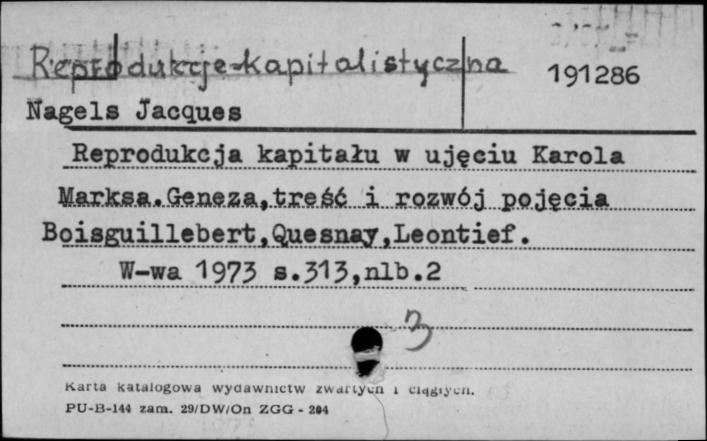 Reprodukcje-kapitalistyczna
191286
Nagels Jacques
Reprodukcja kapitału w ujęciu Karola
Marksa.Geneza,treść i rozwój pojęcia
Boisguillebert,Quesnay,Leontief.
W-wa 1973 s.313,nlb.2
3
Karta katalogowa wydawnictw zwartych i ciągłych.
PU-B-144 zam. 29/DW/On ZGG - 204